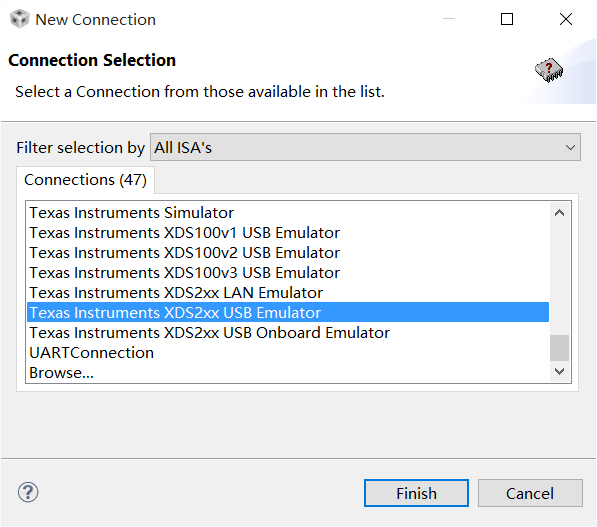 New Connection
Connection Selection
Select a Connection from those available in the list.
?
Filter selection by All ISA's
Connections (47)
Texas Instruments Simulator
Texas Instruments XDS100v1 USB Emulator
Texas Instruments XDS100v2 USB Emulator
Texas Instruments XDS100v3 USB Emulator
Texas Instruments XDS2xx LAN Emulator
Texas Instruments XDS2xx USB Emulator
Texas Instruments XDS2xx USB Onboard Emulator
UARTConnection
Browse...
? Finish Cancel